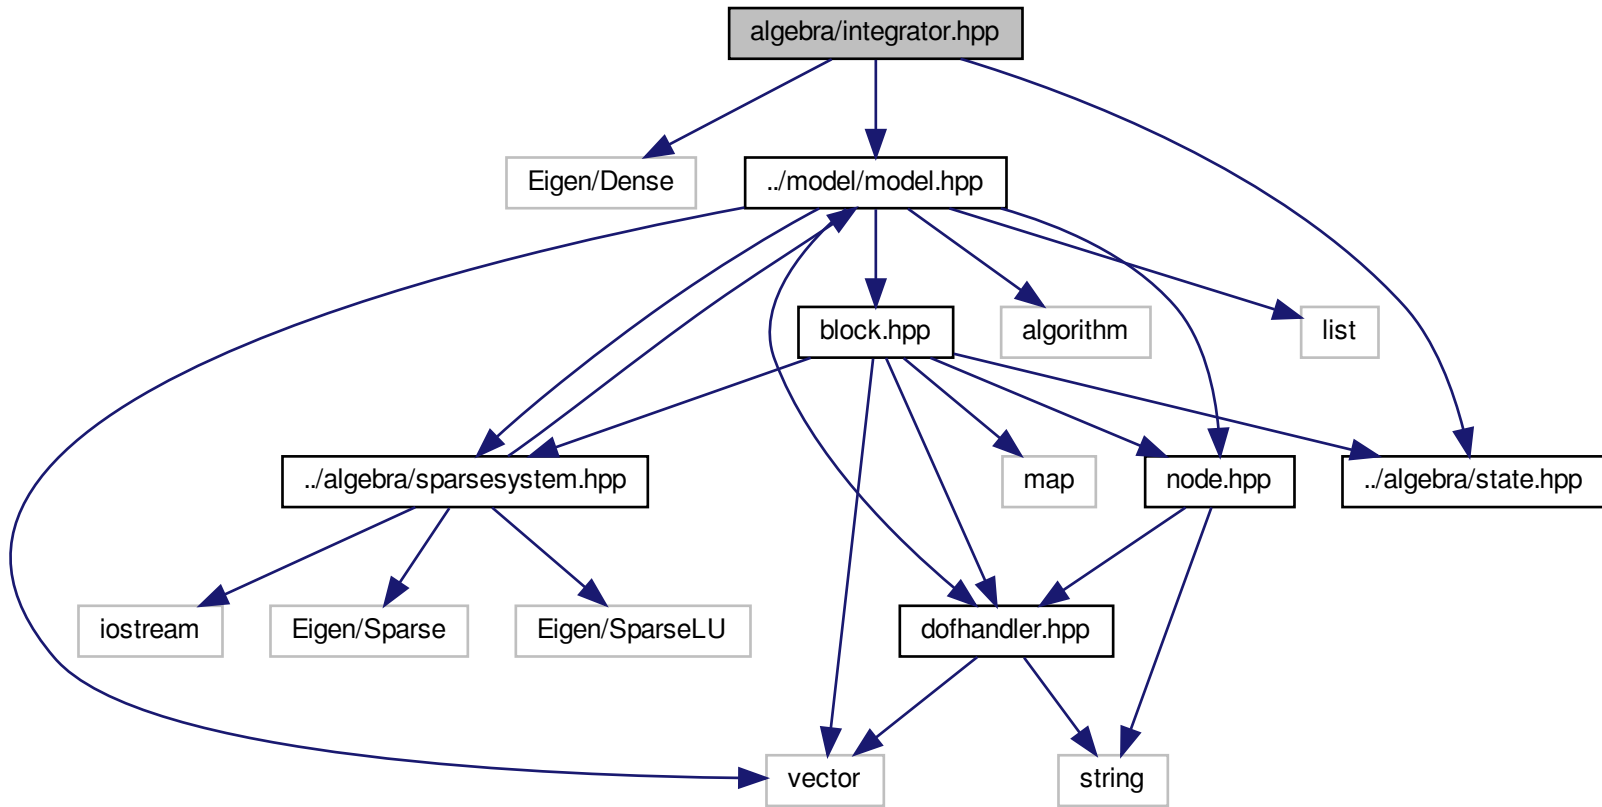 algebra/integrator.hpp
Eigen/Dense
../model/model.hpp
block.hpp
algorithm
list
../algebra/sparsesystem.hpp
map
node.hpp
../algebra/state.hpp
iostream
Eigen/Sparse
Eigen/SparseLU
dofhandler.hpp
vector
string